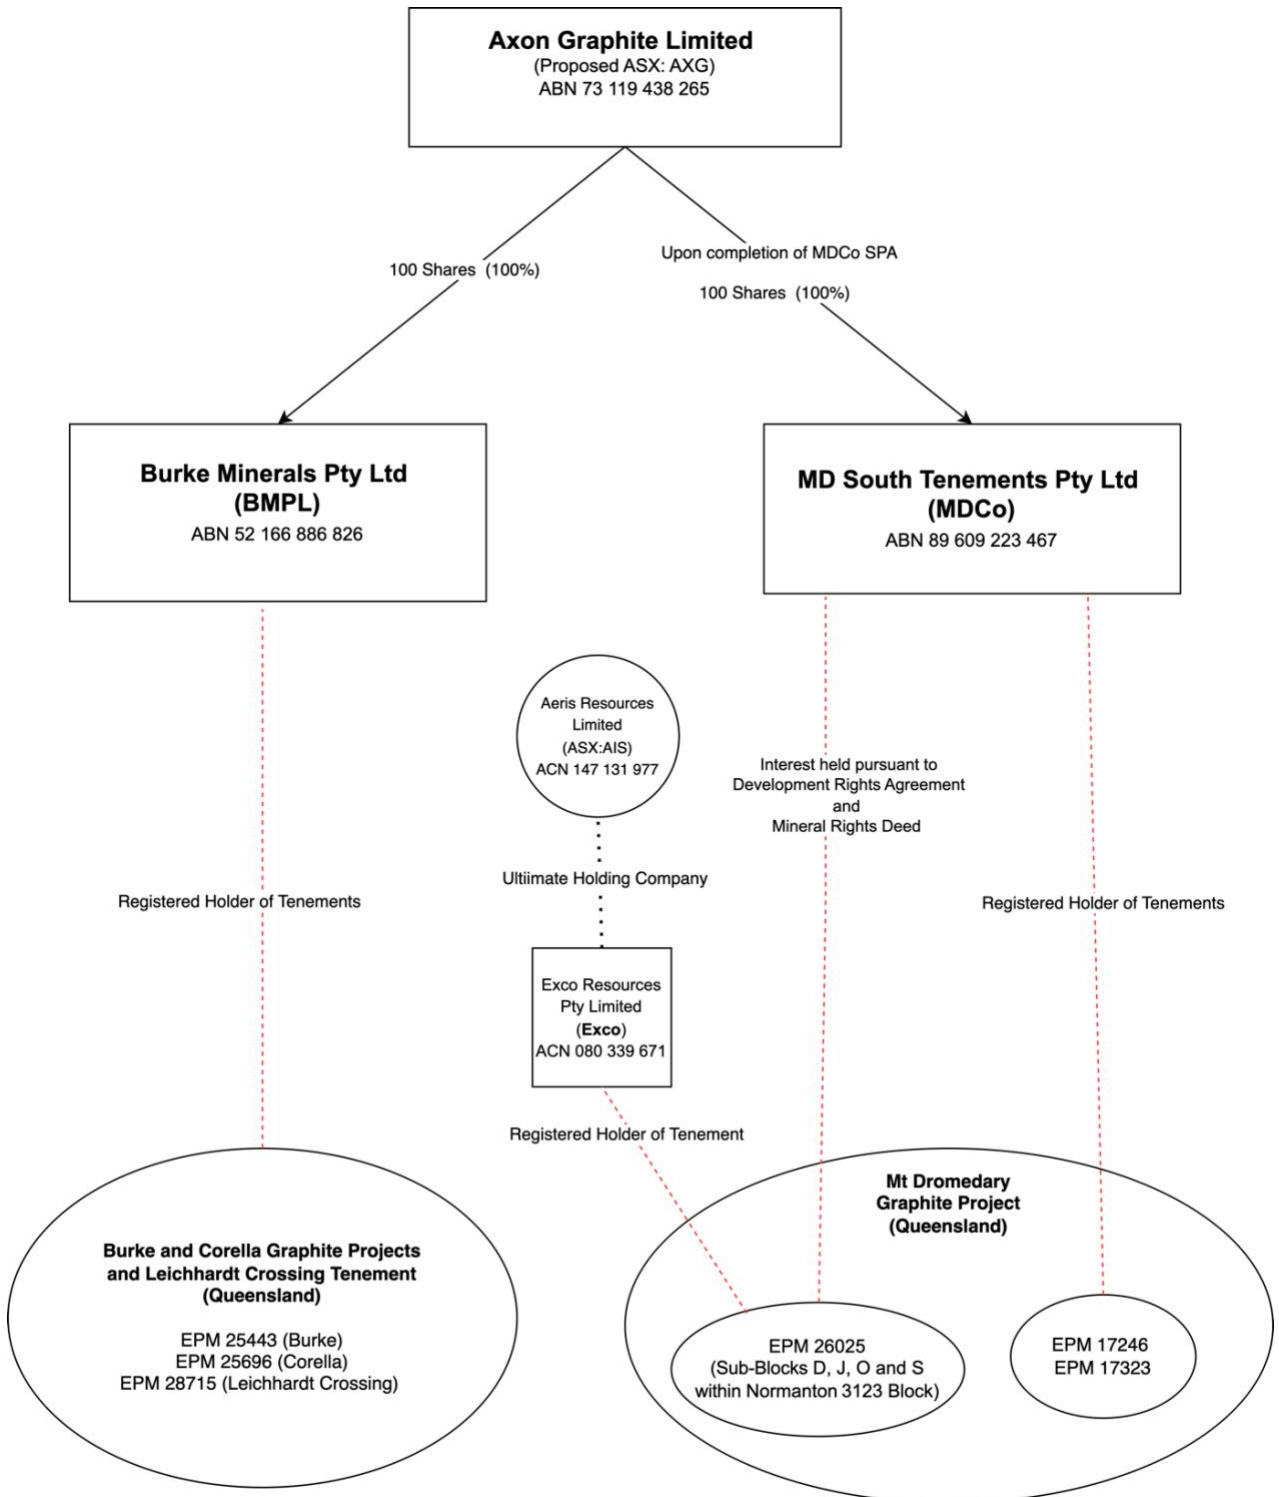 Axon Graphite Limited
(Proposed ASX: AXG)
ABN 73 119 438 265
Upon completion of MDCo SPA
100 Shares (100%)
100 Shares (100%)
Burke Minerals Pty Ltd
(BMPL)
ABN 52 166 886 826
MD South Tenements Pty Ltd
(MDCo)
ABN 89 609 223 467
Aeris Resources
Limited
(ASX:AIS)
ACN 147 131 977
Interest held pursuant to
Development Rights Agreement
and
Mineral Rights Deed
Ultiimate Holding Company
Registered Holder of Tenements
Registered Holder of Tenements
Exco Resources
Pty Limited
(Exco)
ACN 080 339 671
Registered Holder of Tenement
Mt Dromedary
Graphite Project
(Queensland)
Burke and Corella Graphite Projects
and Leichhardt Crossing Tenement
(Queensland)
EPM 25443 (Burke)
EPM 25696 (Corella)
EPM 28715 (Leichhardt Crossing)
EPM 26025
(Sub-Blocks D, J, O and S
within Normanton 3123 Block)
EPM 17246
EPM 17323